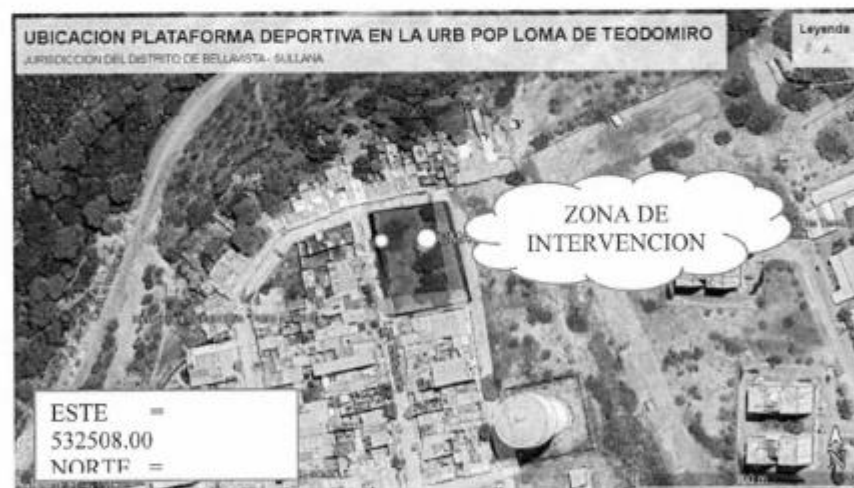 UBICACION PLATAFORMA DEPORTIVA EN LA URB POP LOMA DE TEODOMIRO
JURISDICCION DEL DISTRITO DE BELLAVISTA- SULLANA
Leyenda
ZONA DE
INTERVENCION
ESTE =
532508.00
NORTE =